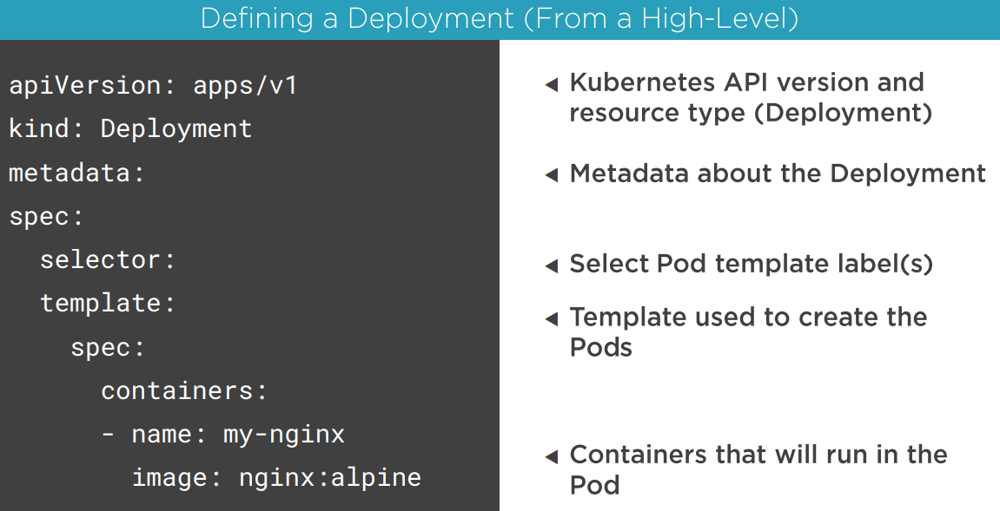 Defining a Deployment (From a High-Level)
apiVersion: apps/v1
kind: Deployment
metadata:
spec:
  selector:
  template:
    spec:
      containers:
      - name: my-nginx
        image: nginx:alpine
Kubernetes API version and
resource type (Deployment)
Metadata about the Deployment
Select Pod template label(s)
Template used to create the
Pods
Containers that will run in the
Pod